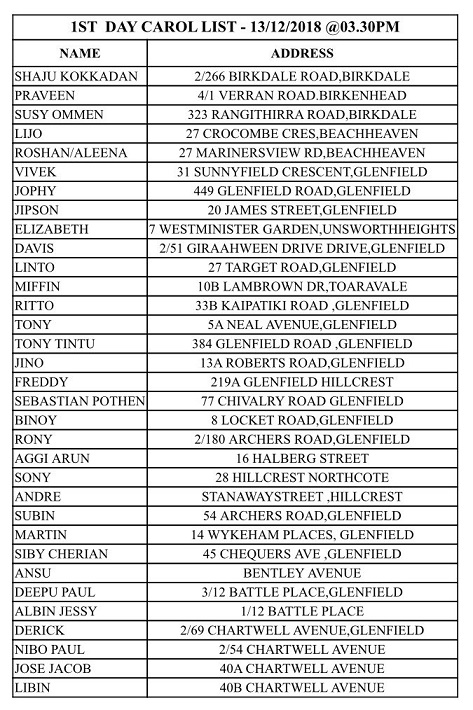 1ST DAY CAROL LIST - 13/12/2018 @03.30PM
NAME ADDRESS
SHAJU KOKKADAN 2/266 BIRKDALE ROAD,BIRKDALE
PRAVEEN 4/1 VERRAN ROAD.BIRKENHEAD
SUSY OMMEN 323 RANGITHIRRA ROAD,BIRKDALE
LIJO 27 CROCOMBE CRES,BEACHHEAVEN
ROSHAN/ALEENA 27 MARINERSVIEW RD,BEACHHEAVEN
VIVEK 31 SUNNYFIELD CRESCENT,GLENFIELD
JOPHY 449 GLENFIELD ROAD,GLENFIELD
JIPSON 20 JAMES STREET,GLENFIELD
ELIZABETH 7 WESTMINISTER GARDEN,UNSWORTHHEIGHTS
DAVIS 2/51 GIRAAHWEEN DRIVE DRIVE,GLENFIELD
LINTO 27 TARGET ROAD,GLENFIELD
MIFFIN 10B LAMBROWN DR,TOARAVALE
RITTO 33B KAIPATIKI ROAD ,GLENFIELD
TONY 5A NEAL AVENUE,GLENFIELD
TONY TINTU 384 GLENFIELD ROAD ,GLENFIELD
JINO 13A ROBERTS ROAD,GLENFIELD
FREDDY 219A GLENFIELD HILLCREST
SEBASTIAN POTHEN 77 CHIVALRY ROAD GLENFIELD
BINOY 8 LOCKET ROAD,GLENFIELD
RONY 2/180 ARCHERS ROAD,GLENFIELD
AGGI ARUN 16 HALBERG STREET
SONY 28 HILLCREST NORTHCOTE
ANDRE STANAWAYSTREET ,HILLCREST
SUBIN 54 ARCHERS ROAD,GLENFIELD
MARTIN 14 WYKEHAM PLACES, GLENFIELD
SIBY CHERIAN 45 CHEQUERS AVE ,GLENFIELD
ANSU BENTLEY AVENUE
DEEPU PAUL 3/12 BATTLE PLACE,GLENFIELD
ALBIN JESSY 1/12 BATTLE PLACE
DERICK 2/69 CHARTWELL AVENUE,GLENFIELD
NIBO PAUL 2/54 CHARTWELL AVENUE
JOSE JACOB 40A CHARTWELL AVENUE
LIBIN 40B CHARTWELL AVENUE